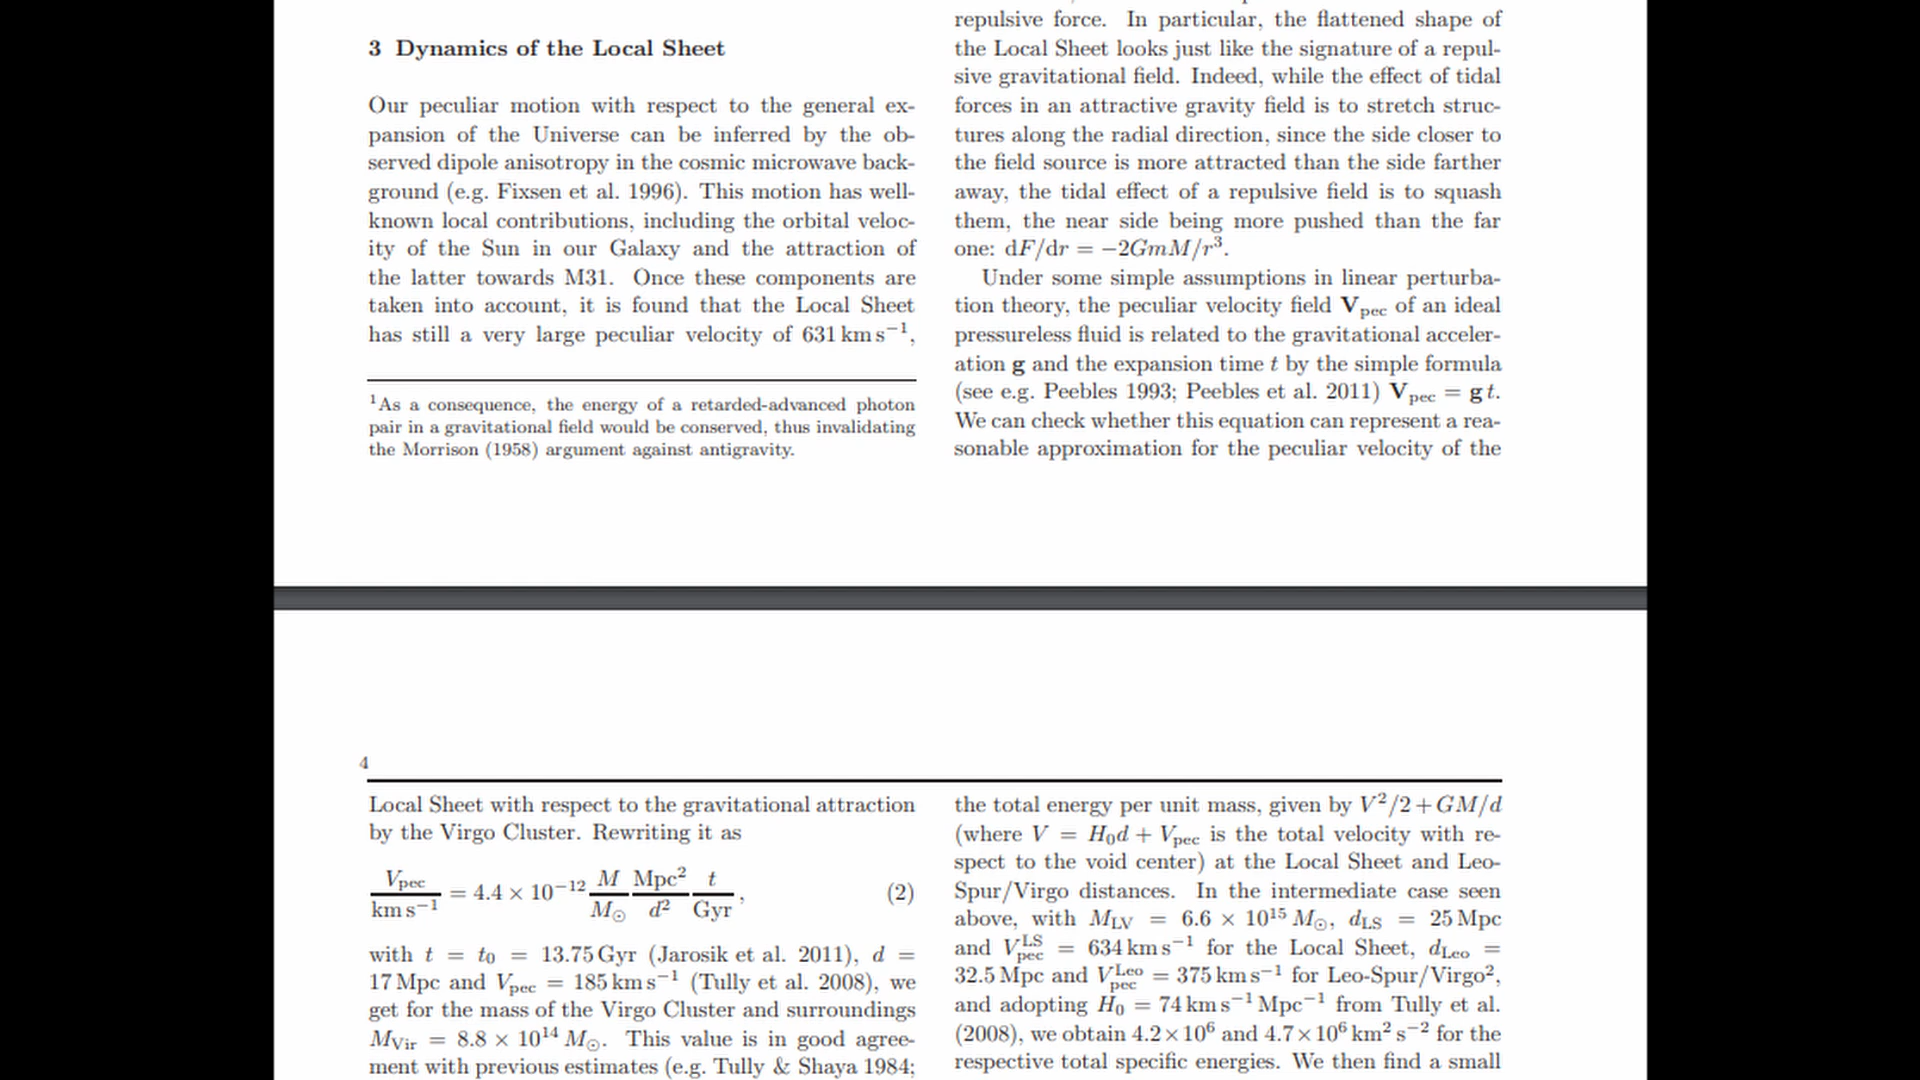 3 Dynamics of the Local Sheet
Our peculiar motion with respect to the general ex-
pansion of the Universe can be inferred by the ob-
served dipole anisotropy in the cosmic microwave back-
ground (e.g. Fixsen et al. 1996). This motion has well-
known local contributions, including the orbital veloc-
ity of the Sun in our Galaxy and the attraction of
the latter towards M31. Once these components are
taken into account, it is found that the Local Sheet
has still a very large peculiar velocity of 631 km s⁻¹,
¹As a consequence, the energy of a retarded-advanced photon
pair in a gravitational field would be conserved, thus invalidating
the Morrison (1958) argument against antigravity.
repulsive force. In particular, the flattened shape of
the Local Sheet looks just like the signature of a repul-
sive gravitational field. Indeed, while the effect of tidal
forces in an attractive gravity field is to stretch struc-
tures along the radial direction, since the side closer to
the field source is more attracted than the side farther
away, the tidal effect of a repulsive field is to squash
them, the near side being more pushed than the far
one: dF/dr = −2GmM/r³.
Under some simple assumptions in linear perturba-
tion theory, the peculiar velocity field V_pec of an ideal
pressureless fluid is related to the gravitational acceler-
ation g and the expansion time t by the simple formula
(see e.g. Peebles 1993; Peebles et al. 2011) V_pec = g t.
We can check whether this equation can represent a rea-
sonable approximation for the peculiar velocity of the
4
Local Sheet with respect to the gravitational attraction
by the Virgo Cluster. Rewriting it as
V_pec/km s⁻¹ = 4.4 × 10⁻¹² M/M⊙ Mpc²/d² t/Gyr, (2)
with t = t₀ = 13.75 Gyr (Jarosik et al. 2011), d =
17 Mpc and V_pec = 185 km s⁻¹ (Tully et al. 2008), we
get for the mass of the Virgo Cluster and surroundings
M_Vir = 8.8 × 10¹⁴ M⊙. This value is in good agree-
ment with previous estimates (e.g. Tully & Shaya 1984;
the total energy per unit mass, given by V²/2 + GM/d
(where V = H₀d + V_pec is the total velocity with re-
spect to the void center) at the Local Sheet and Leo-
Spur/Virgo distances. In the intermediate case seen
above, with M_LV = 6.6 × 10¹⁵ M⊙, d_LS = 25 Mpc
and V_pec^LS = 634 km s⁻¹ for the Local Sheet, d_Leo =
32.5 Mpc and V_pec^Leo = 375 km s⁻¹ for Leo-Spur/Virgo²,
and adopting H₀ = 74 km s⁻¹ Mpc⁻¹ from Tully et al.
(2008), we obtain 4.2 × 10⁶ and 4.7 × 10⁶ km² s⁻² for the
respective total specific energies. We then find a small